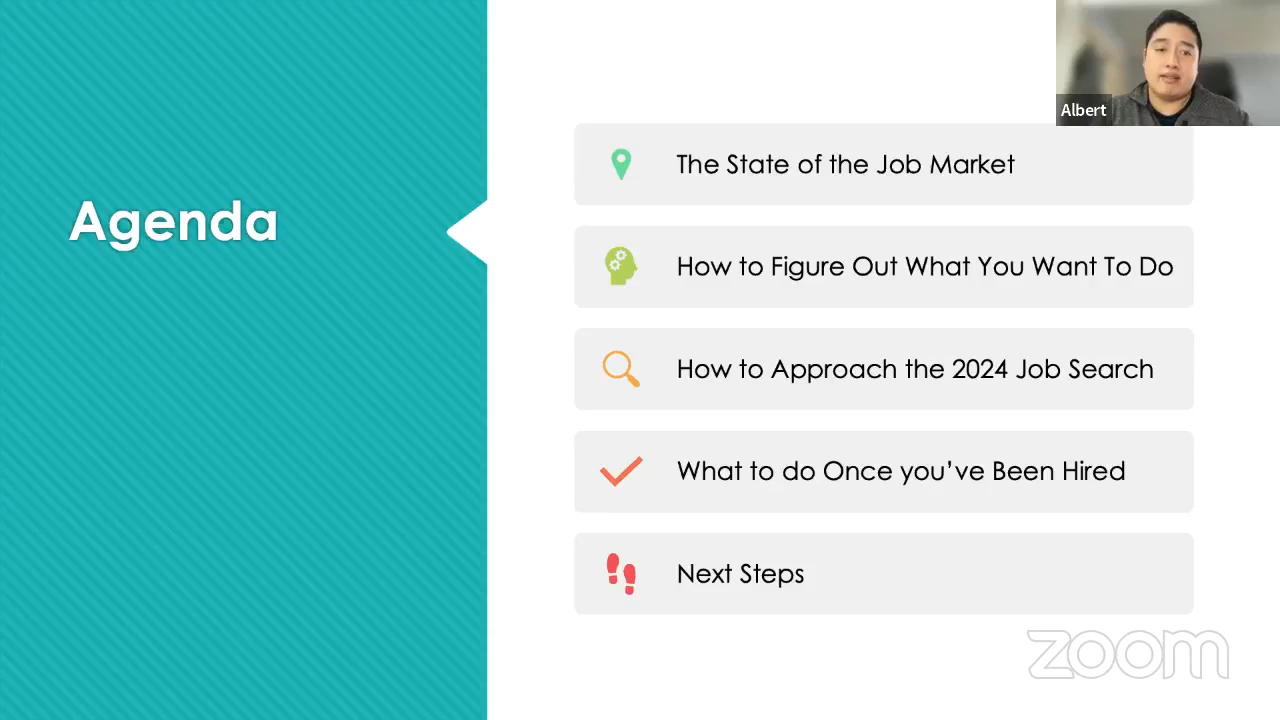 Albert
Agenda
The State of the Job Market
How to Figure Out What You Want To Do
How to Approach the 2024 Job Search
What to do Once you’ve Been Hired
Next Steps
zoom